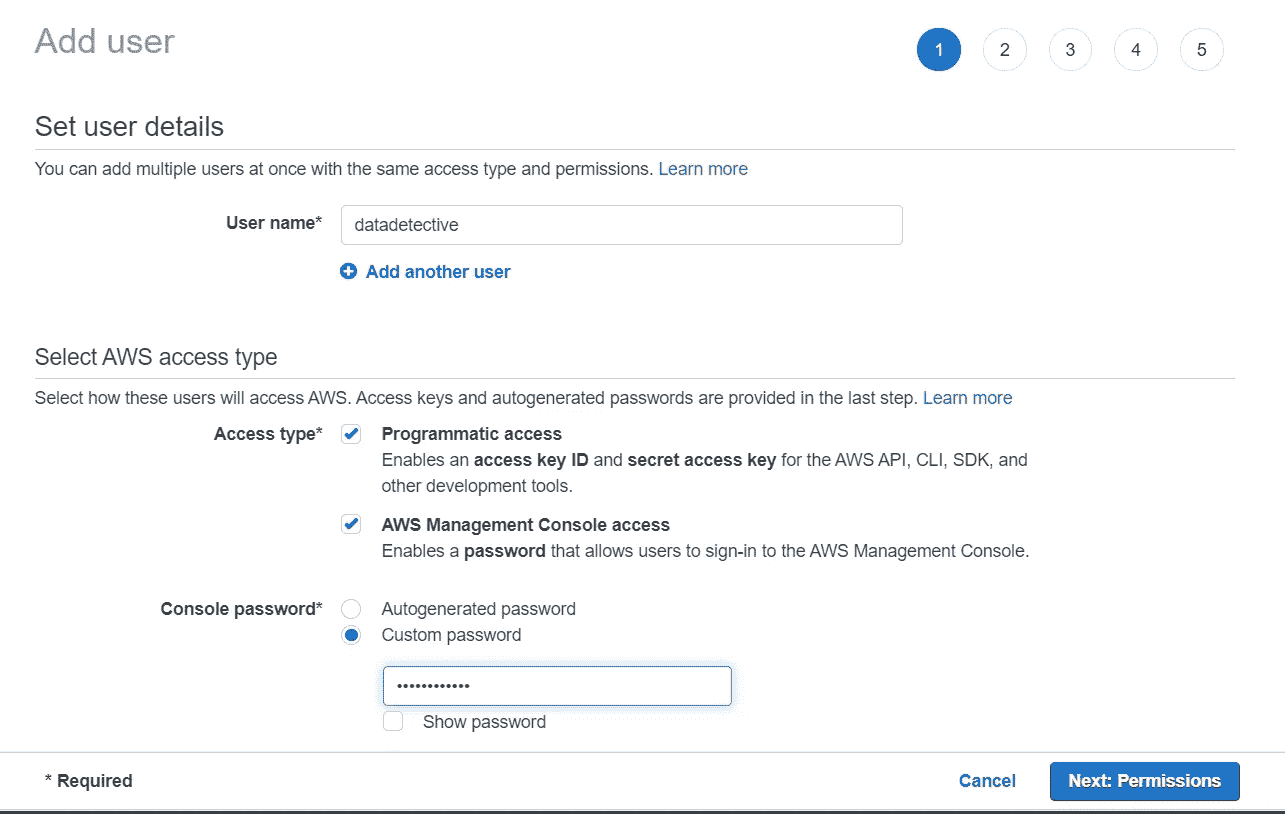 Add user
1 2 3 4 5
Set user details
You can add multiple users at once with the same access type and permissions. Learn more
User name* datadetective
Add another user
Select AWS access type
Select how these users will access AWS. Access keys and autogenerated passwords are provided in the last step. Learn more
Access type* Programmatic access
Enables an access key ID and secret access key for the AWS API, CLI, SDK, and
other development tools.
AWS Management Console access
Enables a password that allows users to sign-in to the AWS Management Console.
Console password* Autogenerated password
Custom password
••••••••••••
Show password
* Required Cancel Next: Permissions